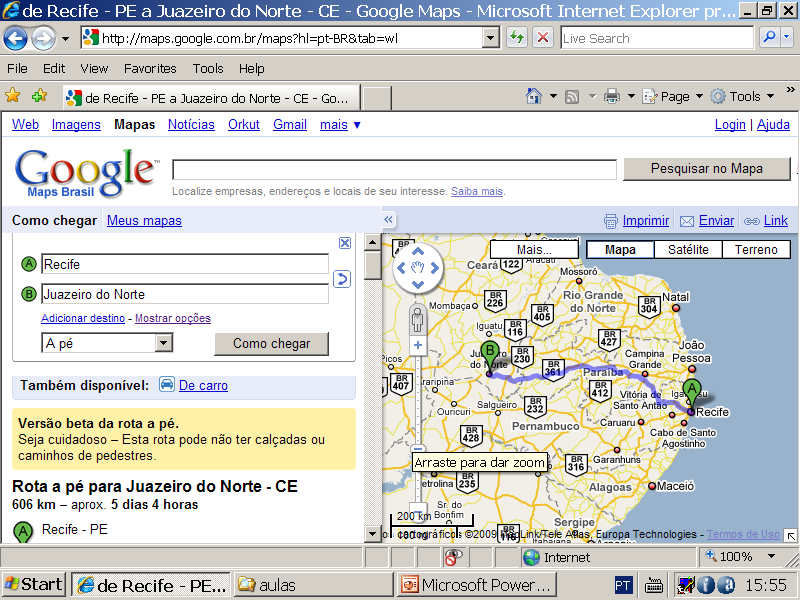 de Recife - PE a Juazeiro do Norte - CE - Google Maps - Microsoft Internet Explorer pr...
http://maps.google.com.br/maps?hl=pt-BR&tab=wl
Live Search
File Edit View Favorites Tools Help
de Recife - PE a Juazeiro do Norte - CE - Go...
Page Tools »
Web Imagens Mapas Notícias Orkut Gmail mais ▼
Login | Ajuda
Google™
Maps Brasil
Pesquisar no Mapa
Localize empresas, endereços e locais de seu interesse. Saiba mais.
Como chegar Meus mapas
«
Imprimir Enviar Link
A Recife
B Juazeiro do Norte
Adicionar destino - Mostrar opções
A pé
Como chegar
Também disponível: De carro
Versão beta da rota a pé.
Seja cuidadoso – Esta rota pode não ter calçadas ou
caminhos de pedestres.
Rota a pé para Juazeiro do Norte - CE
606 km – aprox. 5 dias 4 horas
A Recife - PE
Mais... Mapa Satélite Terreno
Ceará
BR 122
Aracati
Mossoró
Mombaça
BR 226
Rio Grande
do Norte
BR 304
Natal
BR 405
Iguatu
BR 116
BR 427
João
Pessoa
B
do Norte
BR 230
Campina
Grande
BR 361
Paraíba
Picos
BR 407
Araripina
BR 412
Vitória de
Santo Antão
A
Recife
Ouricuri
Salgueiro
BR 232
Pernambuco
Caruaru
Cabo de Santo
Agostinho
BR 428
Arraste para dar zoom
BR 316
Garanhuns
Petrolina
BR 235
Alagoas
Maceió
Sr. do
Bonfim
200 km
Sergipe
Itabaiana
©2009 LeadDog Consulting, MapLink/Tele Atlas, Europa Technologies - Termos de Uso
Internet
100%
Start
de Recife - PE...
aulas
Microsoft Power...
PT
15:55